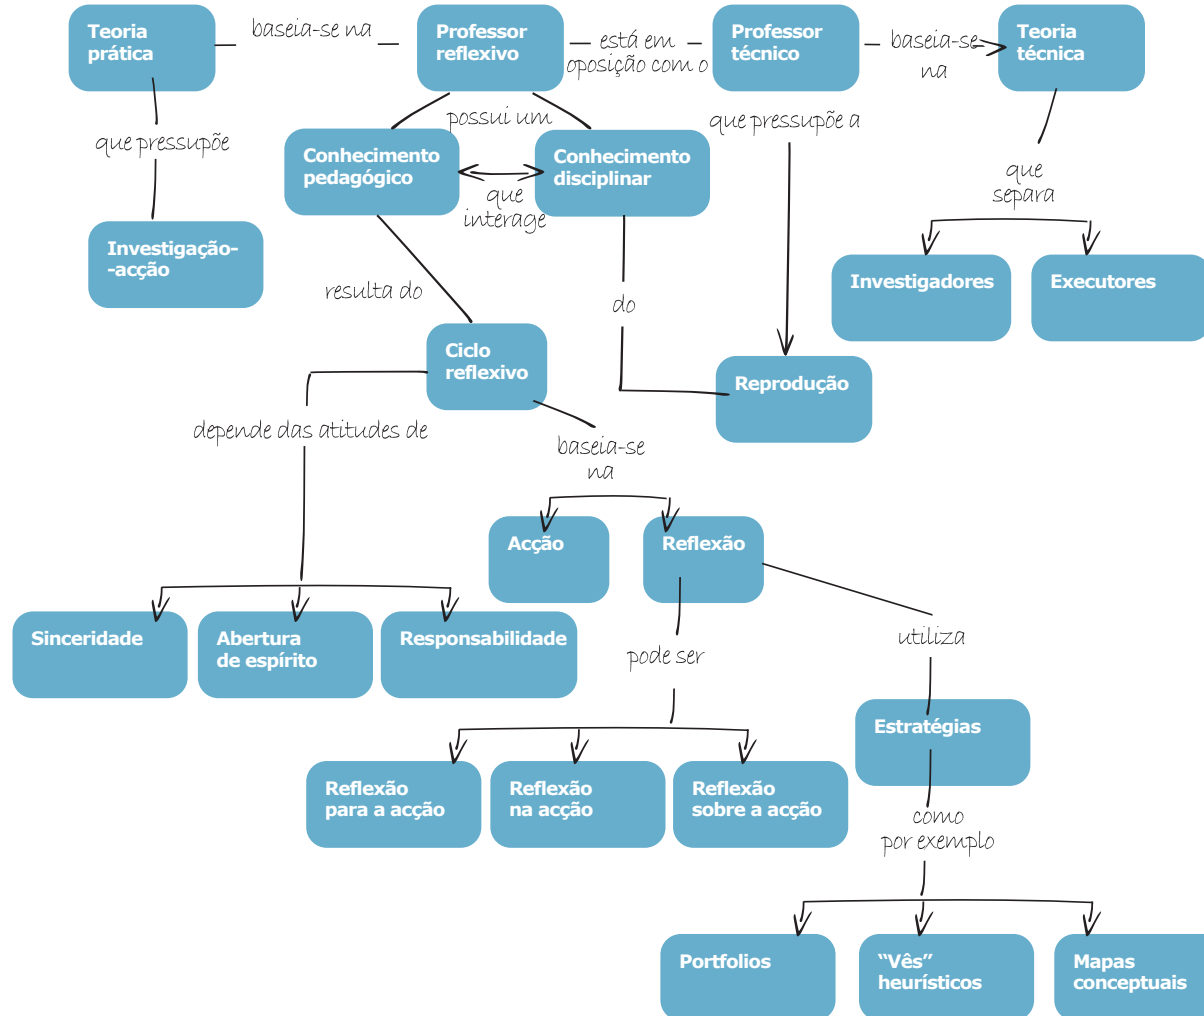 Teoria
prática
baseia-se na
Professor
reflexivo
está em
oposição com o
Professor
técnico
baseia-se
na
Teoria
técnica
que pressupõe
possui um
que pressupõe a
Conhecimento
pedagógico
que
interage
Conhecimento
disciplinar
que
separa
Investigação-
-acção
Investigadores
Executores
resulta do
do
Ciclo
reflexivo
Reprodução
depende das atitudes de
baseia-se
na
Acção
Reflexão
Sinceridade
Abertura
de espírito
Responsabilidade
pode ser
utiliza
Estratégias
Reflexão
para a acção
Reflexão
na acção
Reflexão
sobre a acção
como
por exemplo
Portfolios
“Vês”
heurísticos
Mapas
conceptuais